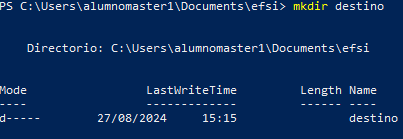 PS C:\Users\alumnomaster1\Documents\efsi> mkdir destino
Directorio: C:\Users\alumnomaster1\Documents\efsi
Mode LastWriteTime Length Name
---- ------------- ------ ----
d----- 27/08/2024 15:15 destino